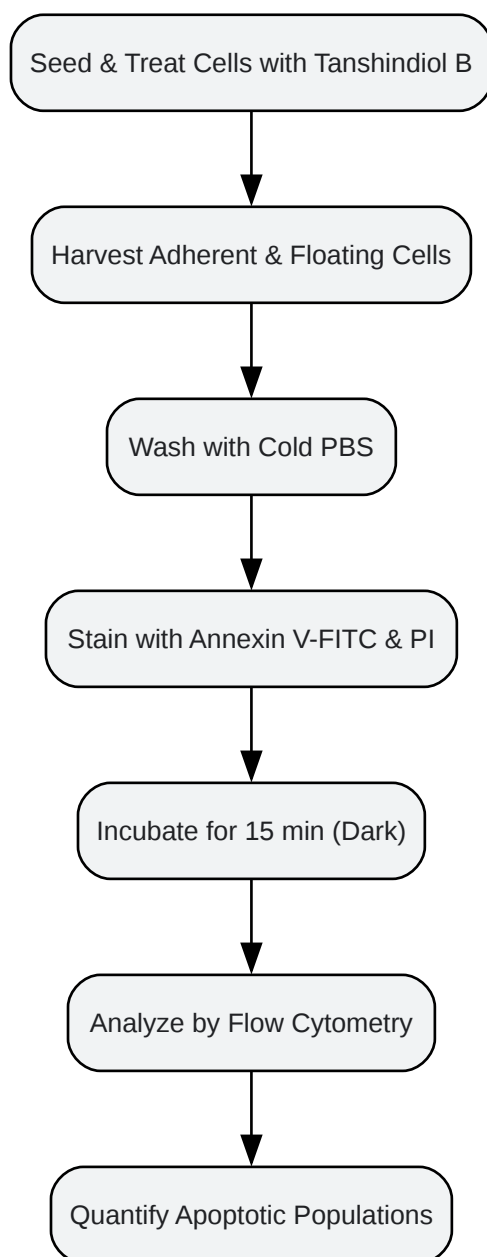 Seed & Treat Cells with Tanshindiol B
Harvest Adherent & Floating Cells
Wash with Cold PBS
Stain with Annexin V-FITC & PI
Incubate for 15 min (Dark)
Analyze by Flow Cytometry
Quantify Apoptotic Populations